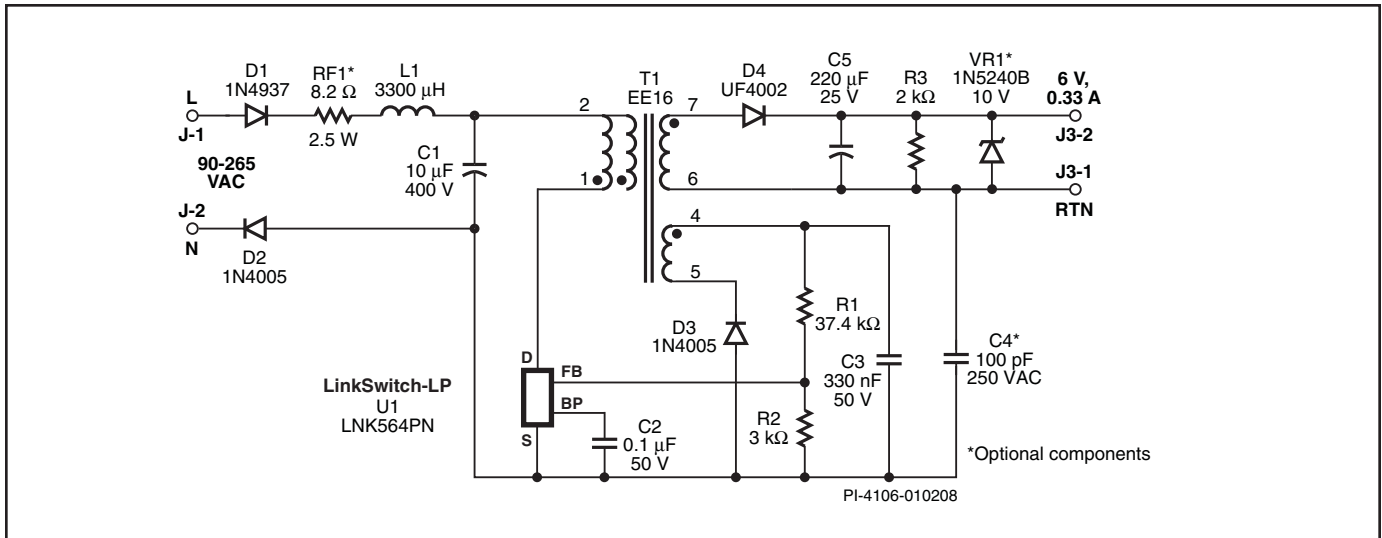 D1
1N4937
RF1*
8.2 Ω
2.5 W
L1
3300 μH
L
J-1
90-265
VAC
J-2
N
D2
1N4005
C1
10 μF
400 V
T1
EE16
2
1
7
6
4
5
D4
UF4002
C5
220 μF
25 V
R3
2 kΩ
VR1*
1N5240B
10 V
6 V,
0.33 A
J3-2
J3-1
RTN
D3
1N4005
R1
37.4 kΩ
C3
330 nF
50 V
C4*
100 pF
250 VAC
LinkSwitch-LP
U1
LNK564PN
D
FB
BP
S
C2
0.1 μF
50 V
R2
3 kΩ
*Optional components
PI-4106-010208